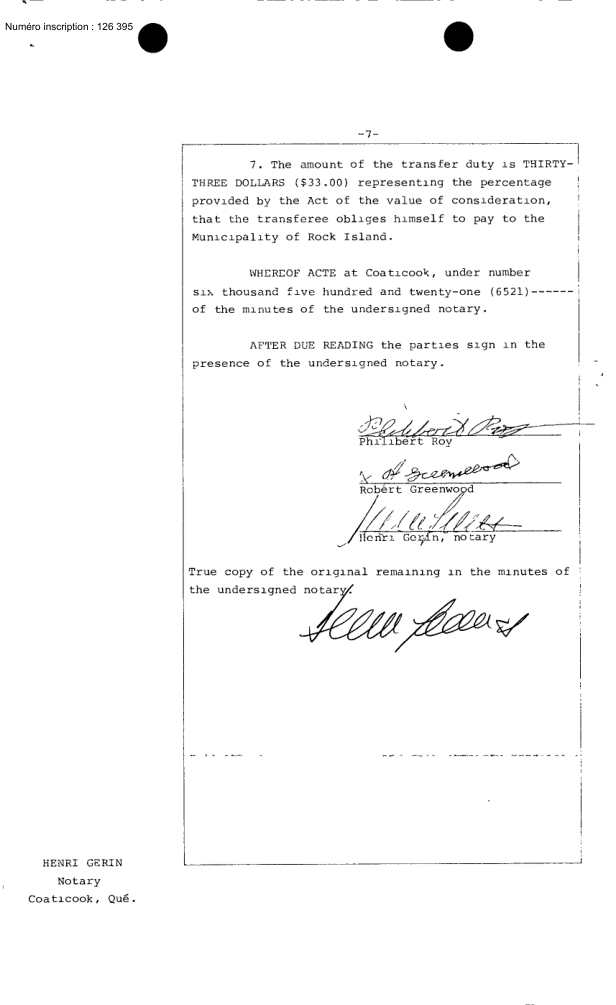 Numéro inscription : 126 395
-7-
7. The amount of the transfer duty is THIRTY-
THREE DOLLARS ($33.00) representing the percentage
provided by the Act of the value of consideration,
that the transferee obliges himself to pay to the
Municipality of Rock Island.
WHEREOF ACTE at Coaticook, under number
six thousand five hundred and twenty-one (6521)------
of the minutes of the undersigned notary.
AFTER DUE READING the parties sign in the
presence of the undersigned notary.
Philibert Roy
Philibert Roy
Greenwood
Robert Greenwood
Henri Gerin, notary
True copy of the original remaining in the minutes of
the undersigned notary.
HENRI GERIN
Notary
Coaticook, Qué.